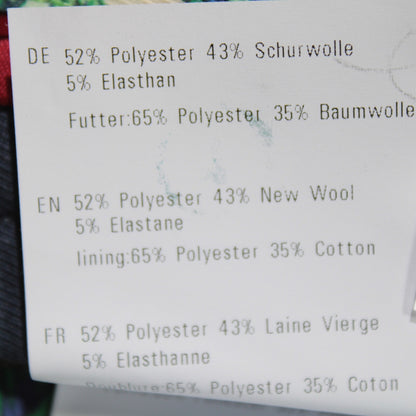 DE 52% Polyester 43% Schurwolle
5% Elasthan
Futter:65% Polyester 35% Baumwolle
EN 52% Polyester 43% New Wool
5% Elastane
lining:65% Polyester 35% Cotton
FR 52% Polyester 43% Laine Vierge
5% Elasthanne
Doublure:65% Polyester 35% Coton